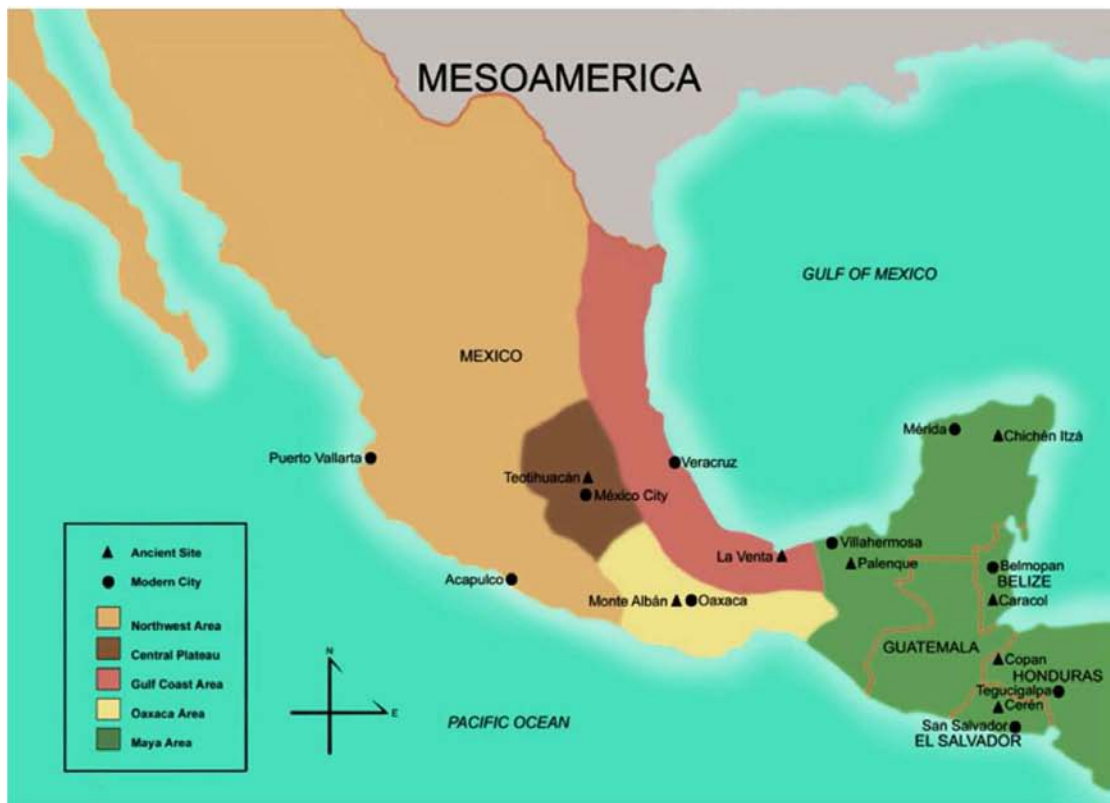 MESOAMERICA
GULF OF MEXICO
MEXICO
Mérida
Chichén Itzá
Puerto Vallarta
Veracruz
Teotihuacán
México City
Villahermosa
La Venta
Palenque
Belmopan
BELIZE
Acapulco
Monte Albán
Oaxaca
Caracol
GUATEMALA
Copan
HONDURAS
Tegucigalpa
Cerén
San Salvador
EL SALVADOR
PACIFIC OCEAN
N
E
Ancient Site
Modern City
Northwest Area
Central Plateau
Gulf Coast Area
Oaxaca Area
Maya Area